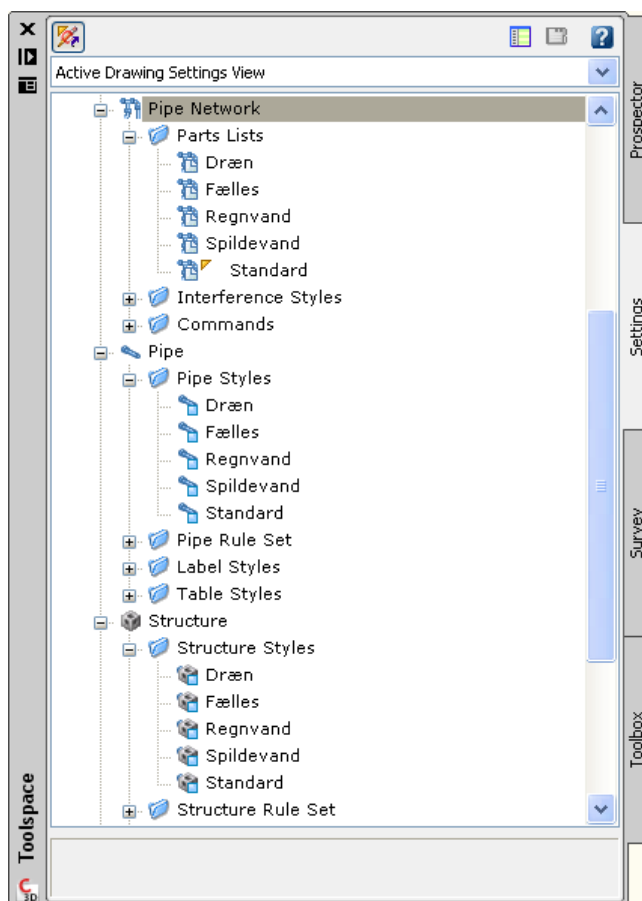 Active Drawing Settings View
Pipe Network
Parts Lists
Dræn
Fælles
Regnvand
Spildevand
Standard
Interference Styles
Commands
Pipe
Pipe Styles
Dræn
Fælles
Regnvand
Spildevand
Standard
Pipe Rule Set
Label Styles
Table Styles
Structure
Structure Styles
Dræn
Fælles
Regnvand
Spildevand
Standard
Structure Rule Set
Prospector
Settings
Survey
Toolbox
Toolspace
C
3D